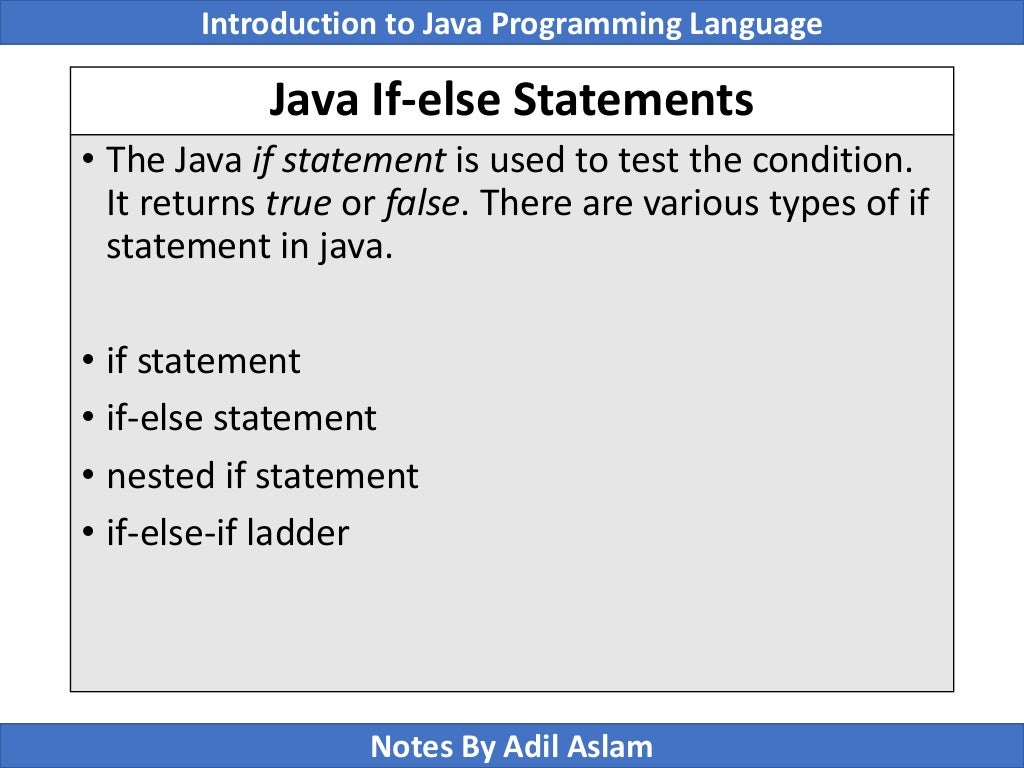 Introduction to Java Programming Language
Java If-else Statements
• The Java if statement is used to test the condition.
It returns true or false. There are various types of if
statement in java.
• if statement
• if-else statement
• nested if statement
• if-else-if ladder
Notes By Adil Aslam